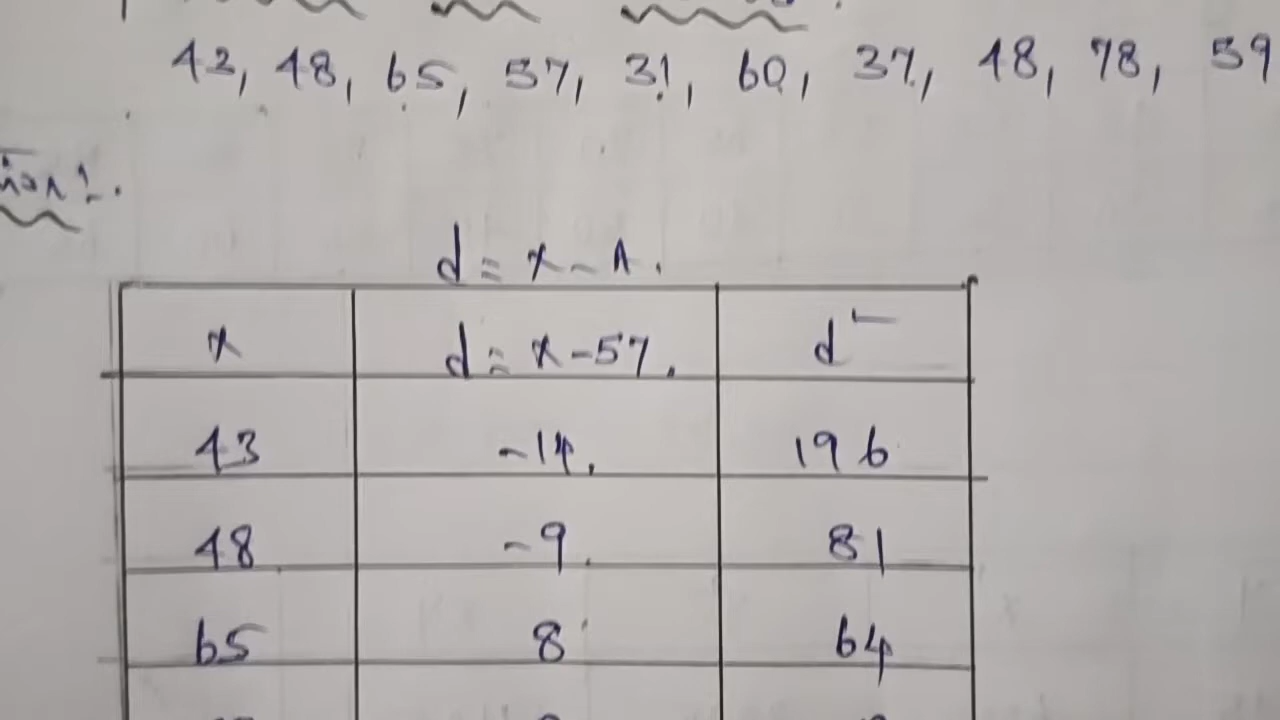 43, 48, 65, 57, 31, 60, 37, 48, 78, 59
d = x - A.
x d = x - 57. d²
43 -14. 196
48 -9. 81
65 8 64